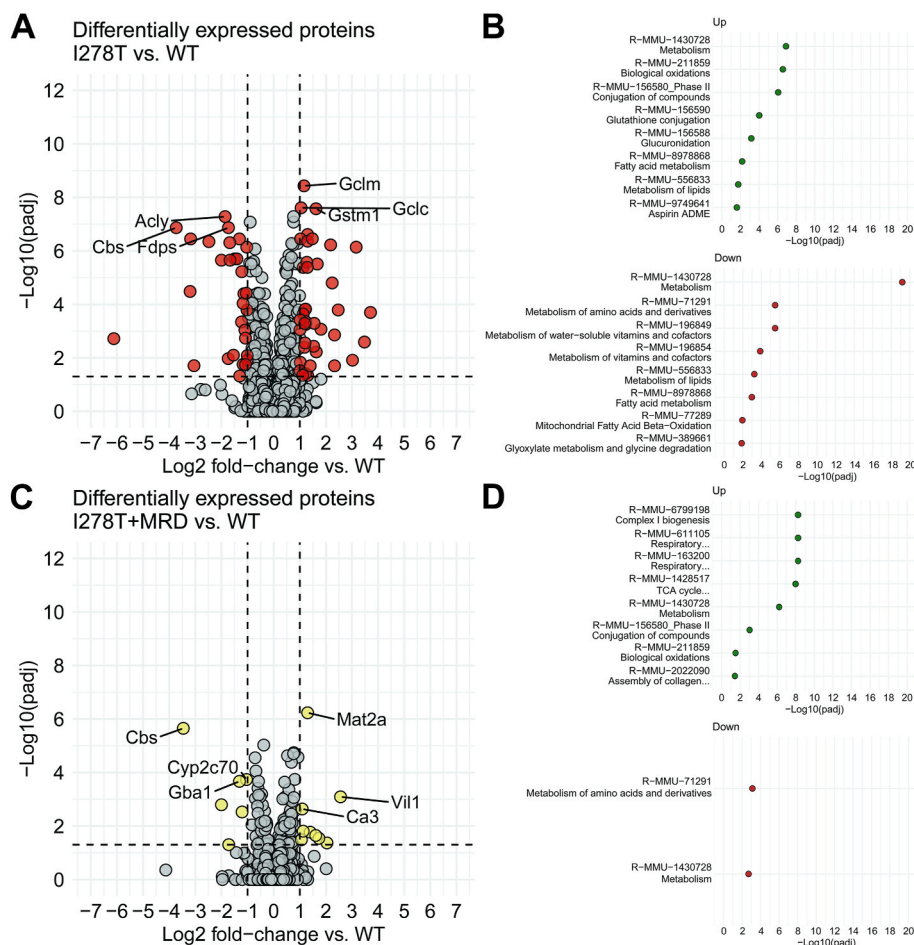 A
Differentially expressed proteins
I278T vs. WT
12
10
8
6
4
2
0
−Log10(padj)
Gclm
Gclc
Gstm1
Acly
Cbs
Fdps
−7 −6 −5 −4 −3 −2 −1 0 1 2 3 4 5 6 7
Log2 fold−change vs. WT
B
Up
R−MMU−1430728
Metabolism
R−MMU−211859
Biological oxidations
R−MMU−156580_Phase II
Conjugation of compounds
R−MMU−156590
Glutathione conjugation
R−MMU−156588
Glucuronidation
R−MMU−8978868
Fatty acid metabolism
R−MMU−556833
Metabolism of lipids
R−MMU−9749641
Aspirin ADME
0 2 4 6 8 10 12 14 16 18 20
−Log10(padj)
Down
R−MMU−1430728
Metabolism
R−MMU−71291
Metabolism of amino acids and derivatives
R−MMU−196849
Metabolism of water−soluble vitamins and cofactors
R−MMU−196854
Metabolism of vitamins and cofactors
R−MMU−556833
Metabolism of lipids
R−MMU−8978868
Fatty acid metabolism
R−MMU−77289
Mitochondrial Fatty Acid Beta−Oxidation
R−MMU−389661
Glyoxylate metabolism and glycine degradation
0 2 4 6 8 10 12 14 16 18 20
−Log10(padj)
C
Differentially expressed proteins
I278T+MRD vs. WT
12
10
8
6
4
2
0
−Log10(padj)
Mat2a
Cbs
Cyp2c70
Gba1
Vil1
Ca3
−7 −6 −5 −4 −3 −2 −1 0 1 2 3 4 5 6 7
Log2 fold−change vs. WT
D
Up
R−MMU−6799198
Complex I biogenesis
R−MMU−611105
Respiratory...
R−MMU−163200
Respiratory...
R−MMU−1428517
TCA cycle...
R−MMU−1430728
Metabolism
R−MMU−156580_Phase II
Conjugation of compounds
R−MMU−211859
Biological oxidations
R−MMU−2022090
Assembly of collagen...
0 2 4 6 8 10 12 14 16 18 20
−Log10(padj)
Down
R−MMU−71291
Metabolism of amino acids and derivatives
R−MMU−1430728
Metabolism
0 2 4 6 8 10 12 14 16 18 20
−Log10(padj)